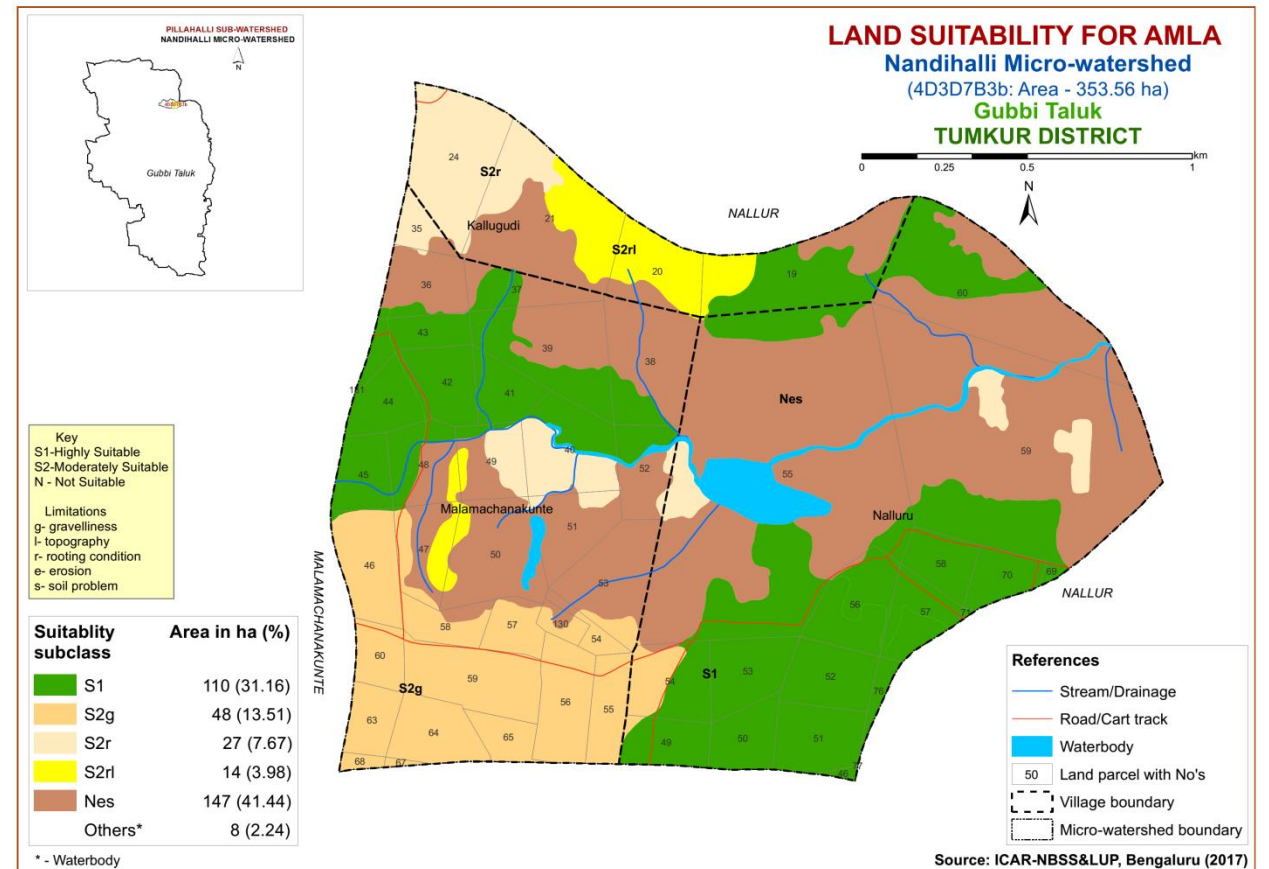 PILLAHALLI SUB-WATERSHED
NANDIHALLI MICRO-WATERSHED
N
Gubbi Taluk
LAND SUITABILITY FOR AMLA
Nandihalli Micro-watershed
(4D3D7B3b: Area - 353.56 ha)
Gubbi Taluk
TUMKUR DISTRICT
km
0 0.25 0.5 1
N
24
S2r
NALLUR
35
Kallugudi
21
S2rl
20
19
36
37
60
43
39
38
42
41
44
Nes
45
48
49
40
52
55
59
Malamachanakunte
51
Nalluru
47
50
46
53
58
70
69
NALLUR
MALAMACHANAKUNTE
58
57
130
54
56
57
71
60
59
S2g
54
S1
53
52
76
63
64
65
56
55
49
50
51
68
67
46
77
Key
S1-Highly Suitable
S2-Moderately Suitable
N - Not Suitable
Limitations
g- gravelliness
l- topography
r- rooting condition
e- erosion
s- soil problem
Suitablity subclass Area in ha (%)
S1 110 (31.16)
S2g 48 (13.51)
S2r 27 (7.67)
S2rl 14 (3.98)
Nes 147 (41.44)
Others* 8 (2.24)
* - Waterbody
References
Stream/Drainage
Road/Cart track
Waterbody
50 Land parcel with No's
Village boundary
Micro-watershed boundary
Source: ICAR-NBSS&LUP, Bengaluru (2017)